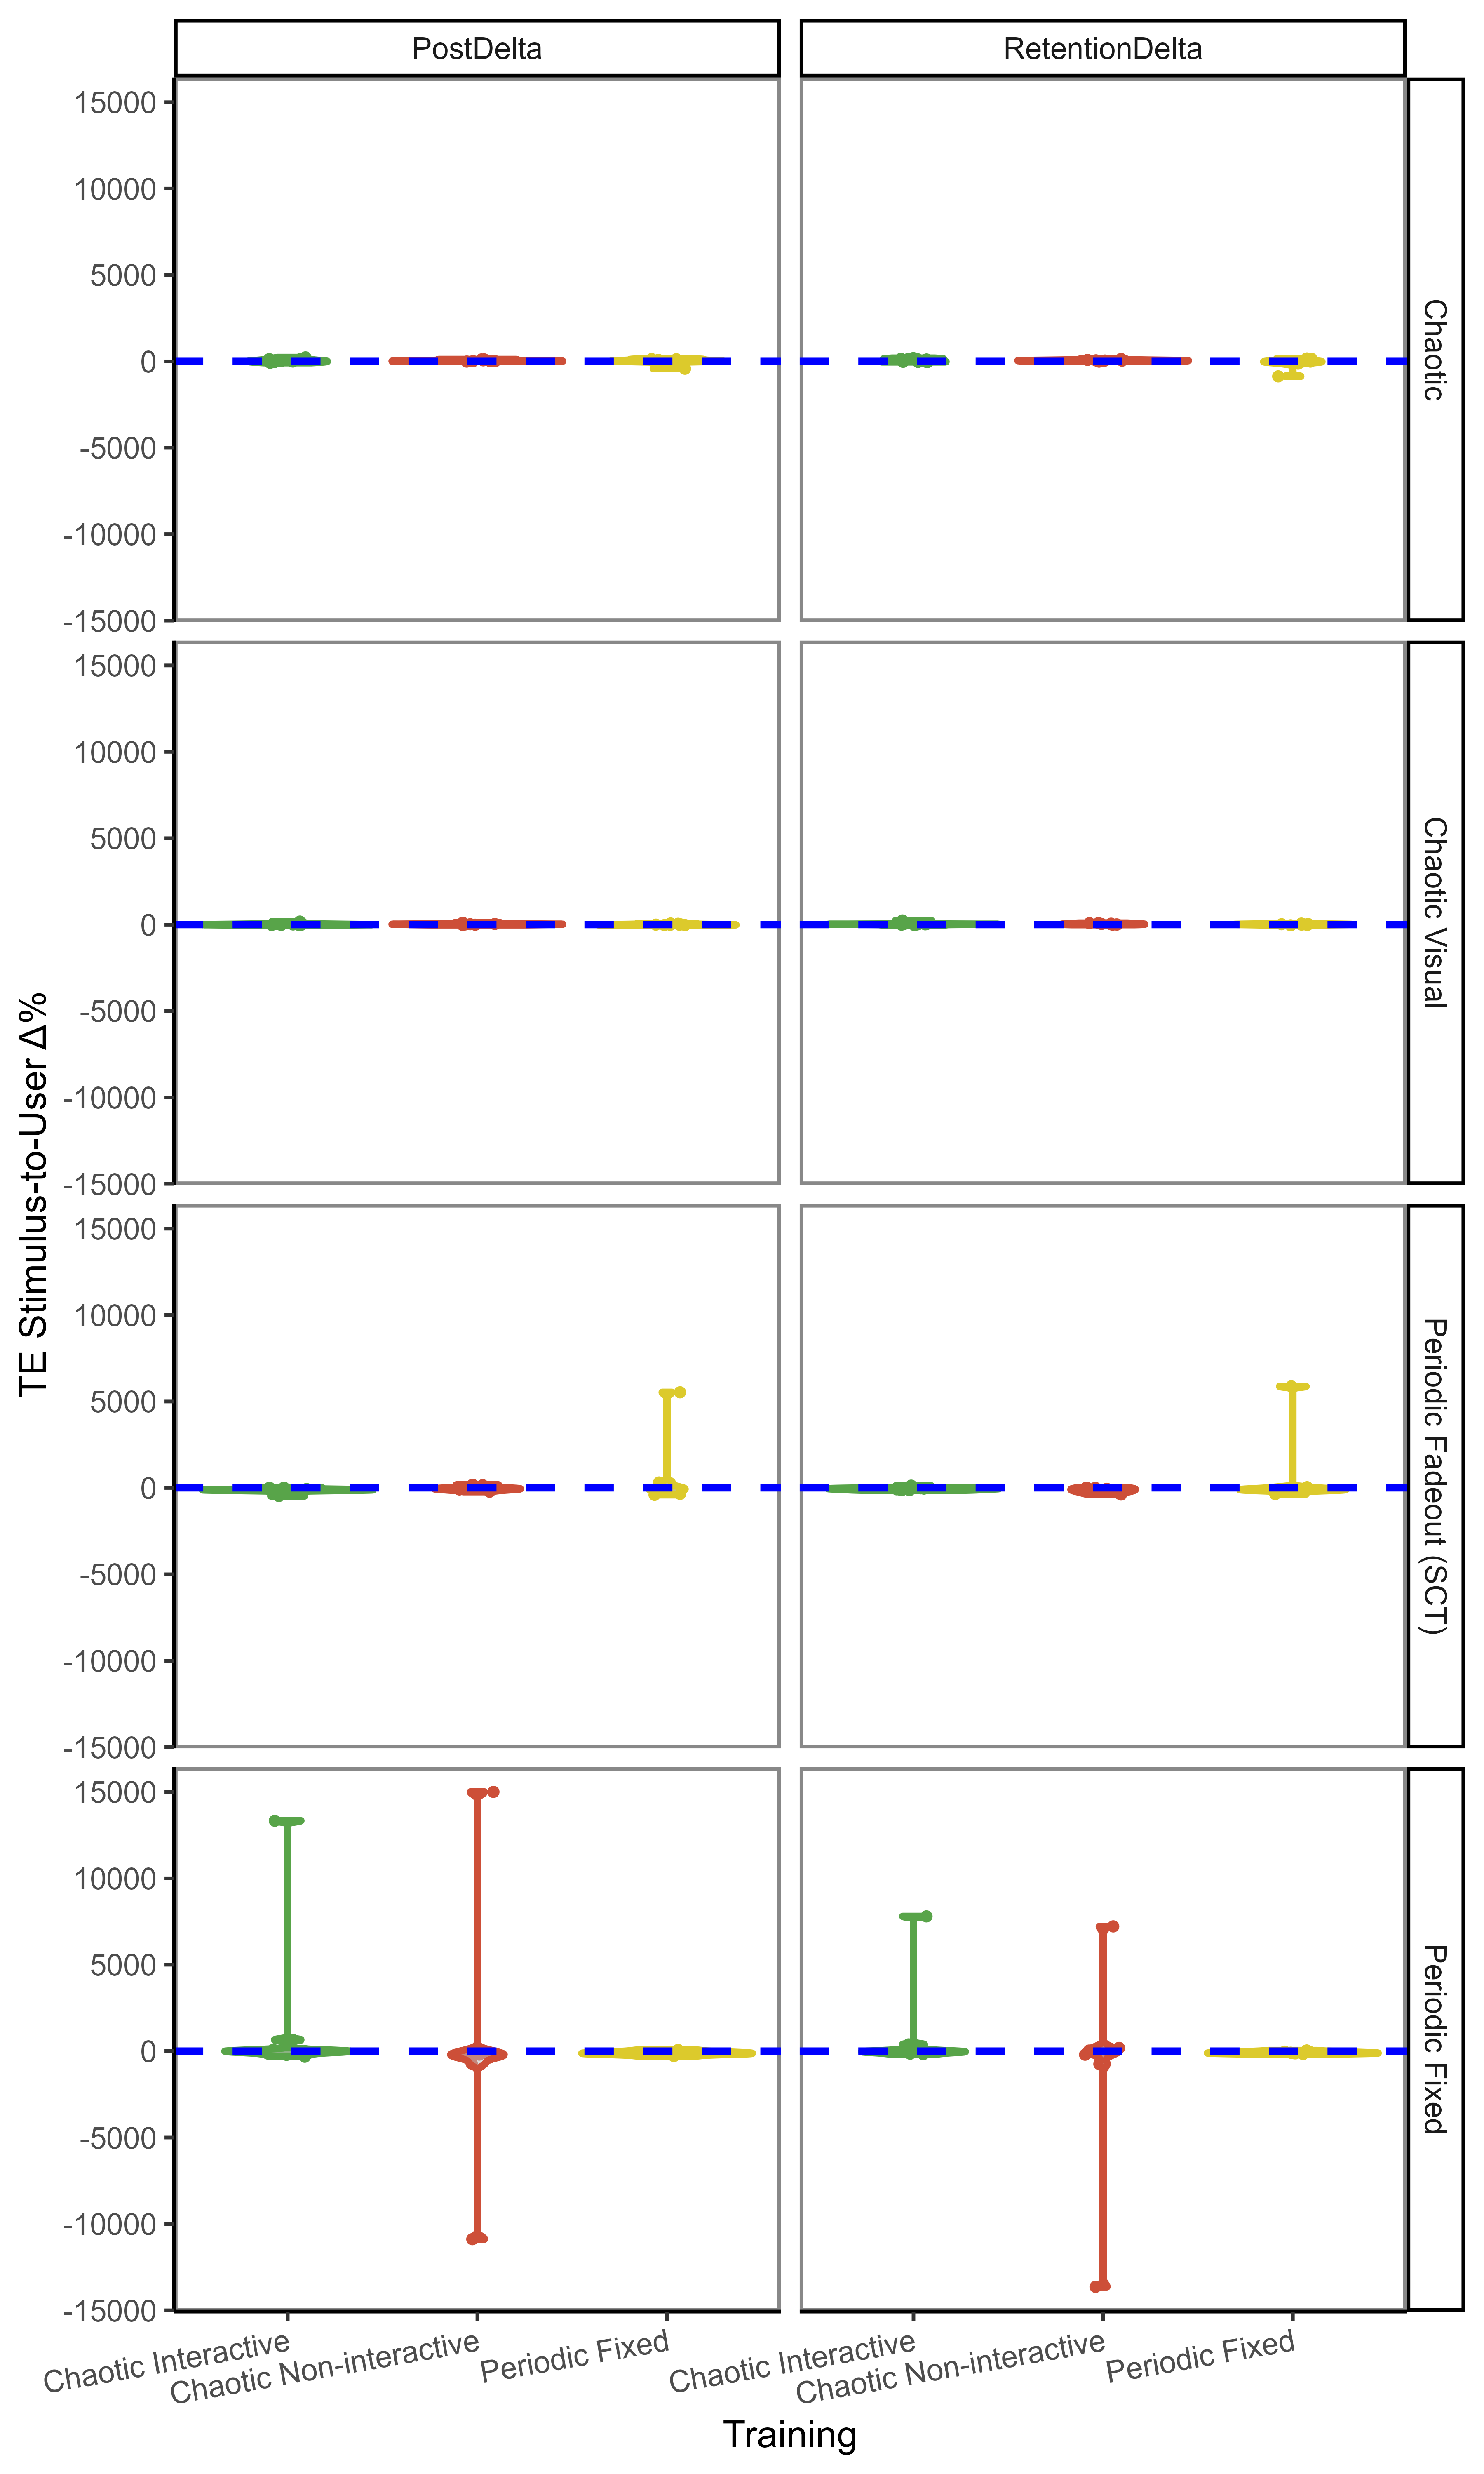 PostDelta
RetentionDelta
15000
10000
5000
0
-5000
-10000
-15000
Chaotic
15000
10000
5000
0
-5000
-10000
-15000
Chaotic Visual
15000
10000
5000
0
-5000
-10000
-15000
Periodic Fadeout (SCT)
15000
10000
5000
0
-5000
-10000
-15000
Periodic Fixed
TE Stimulus-to-User Δ%
Chaotic Interactive
Chaotic Non-interactive
Periodic Fixed
Chaotic Interactive
Chaotic Non-interactive
Periodic Fixed
Training